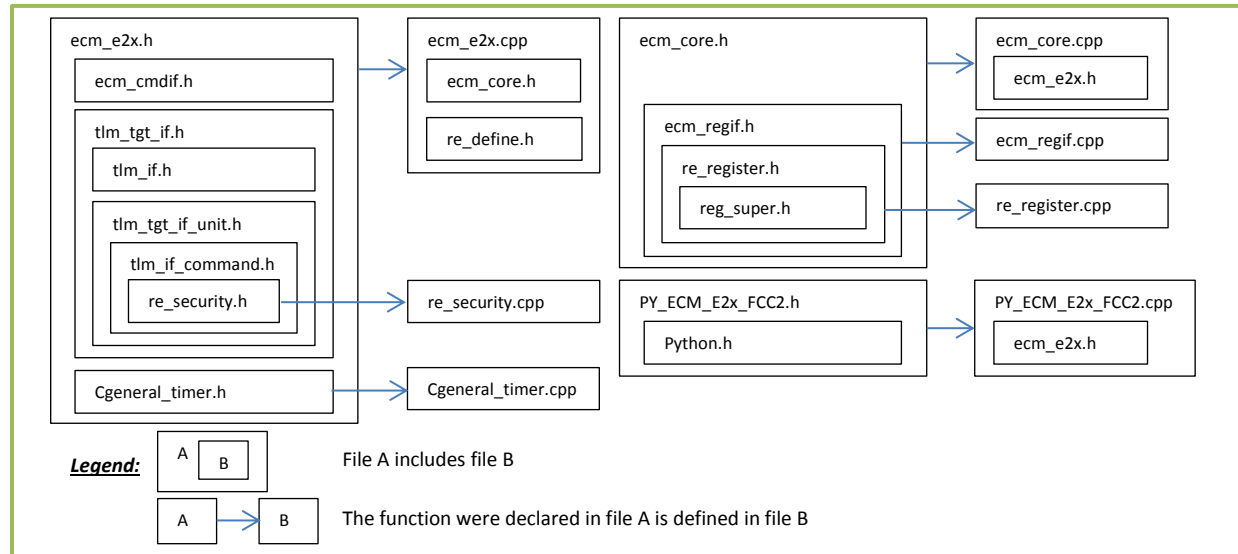 ecm_e2x.h
ecm_cmdif.h
tlm_tgt_if.h
tlm_if.h
tlm_tgt_if_unit.h
tlm_if_command.h
re_security.h
Cgeneral_timer.h
ecm_e2x.cpp
ecm_core.h
re_define.h
re_security.cpp
Cgeneral_timer.cpp
ecm_core.h
ecm_regif.h
re_register.h
reg_super.h
ecm_core.cpp
ecm_e2x.h
ecm_regif.cpp
re_register.cpp
PY_ECM_E2x_FCC2.h
Python.h
PY_ECM_E2x_FCC2.cpp
ecm_e2x.h
Legend:
A
B
File A includes file B
A
B
The function were declared in file A is defined in file B